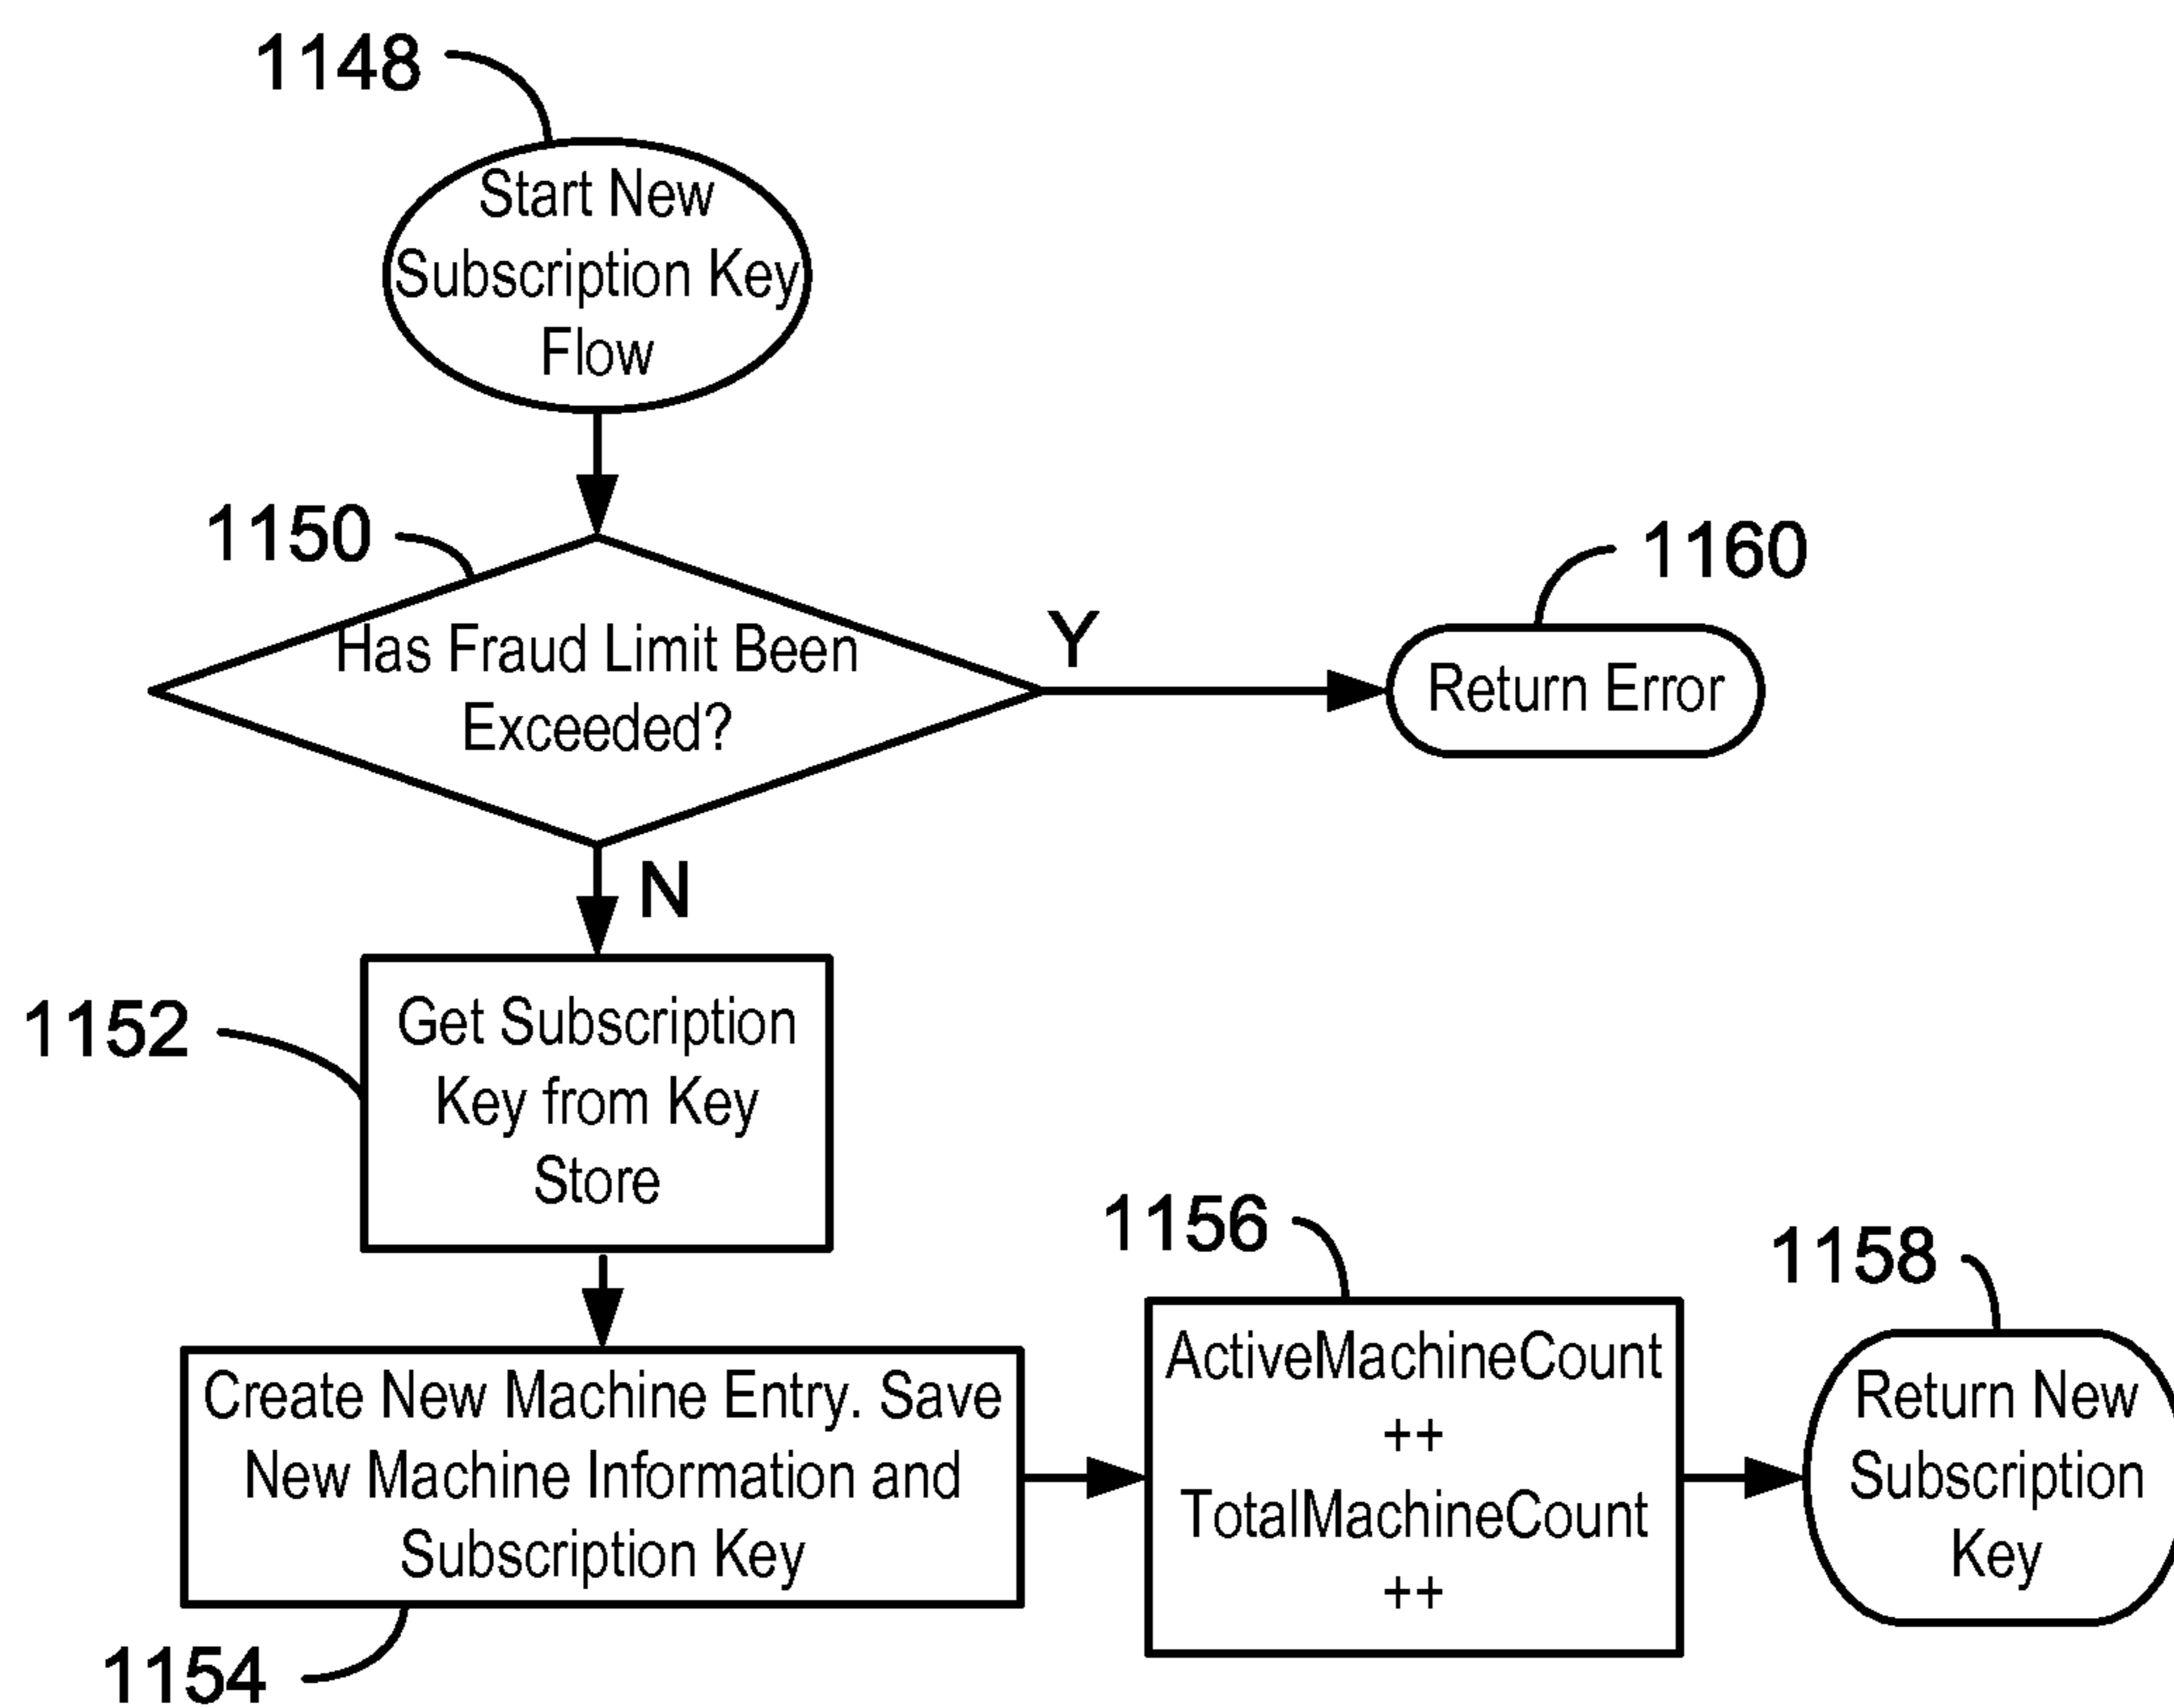 1148
Start New
Subscription Key
Flow
1150
Has Fraud Limit Been
Exceeded?
Y
1160
Return Error
N
1152
Get Subscription
Key from Key
Store
1154
Create New Machine Entry. Save
New Machine Information and
Subscription Key
1156
ActiveMachineCount
++
TotalMachineCount
++
1158
Return New
Subscription
Key